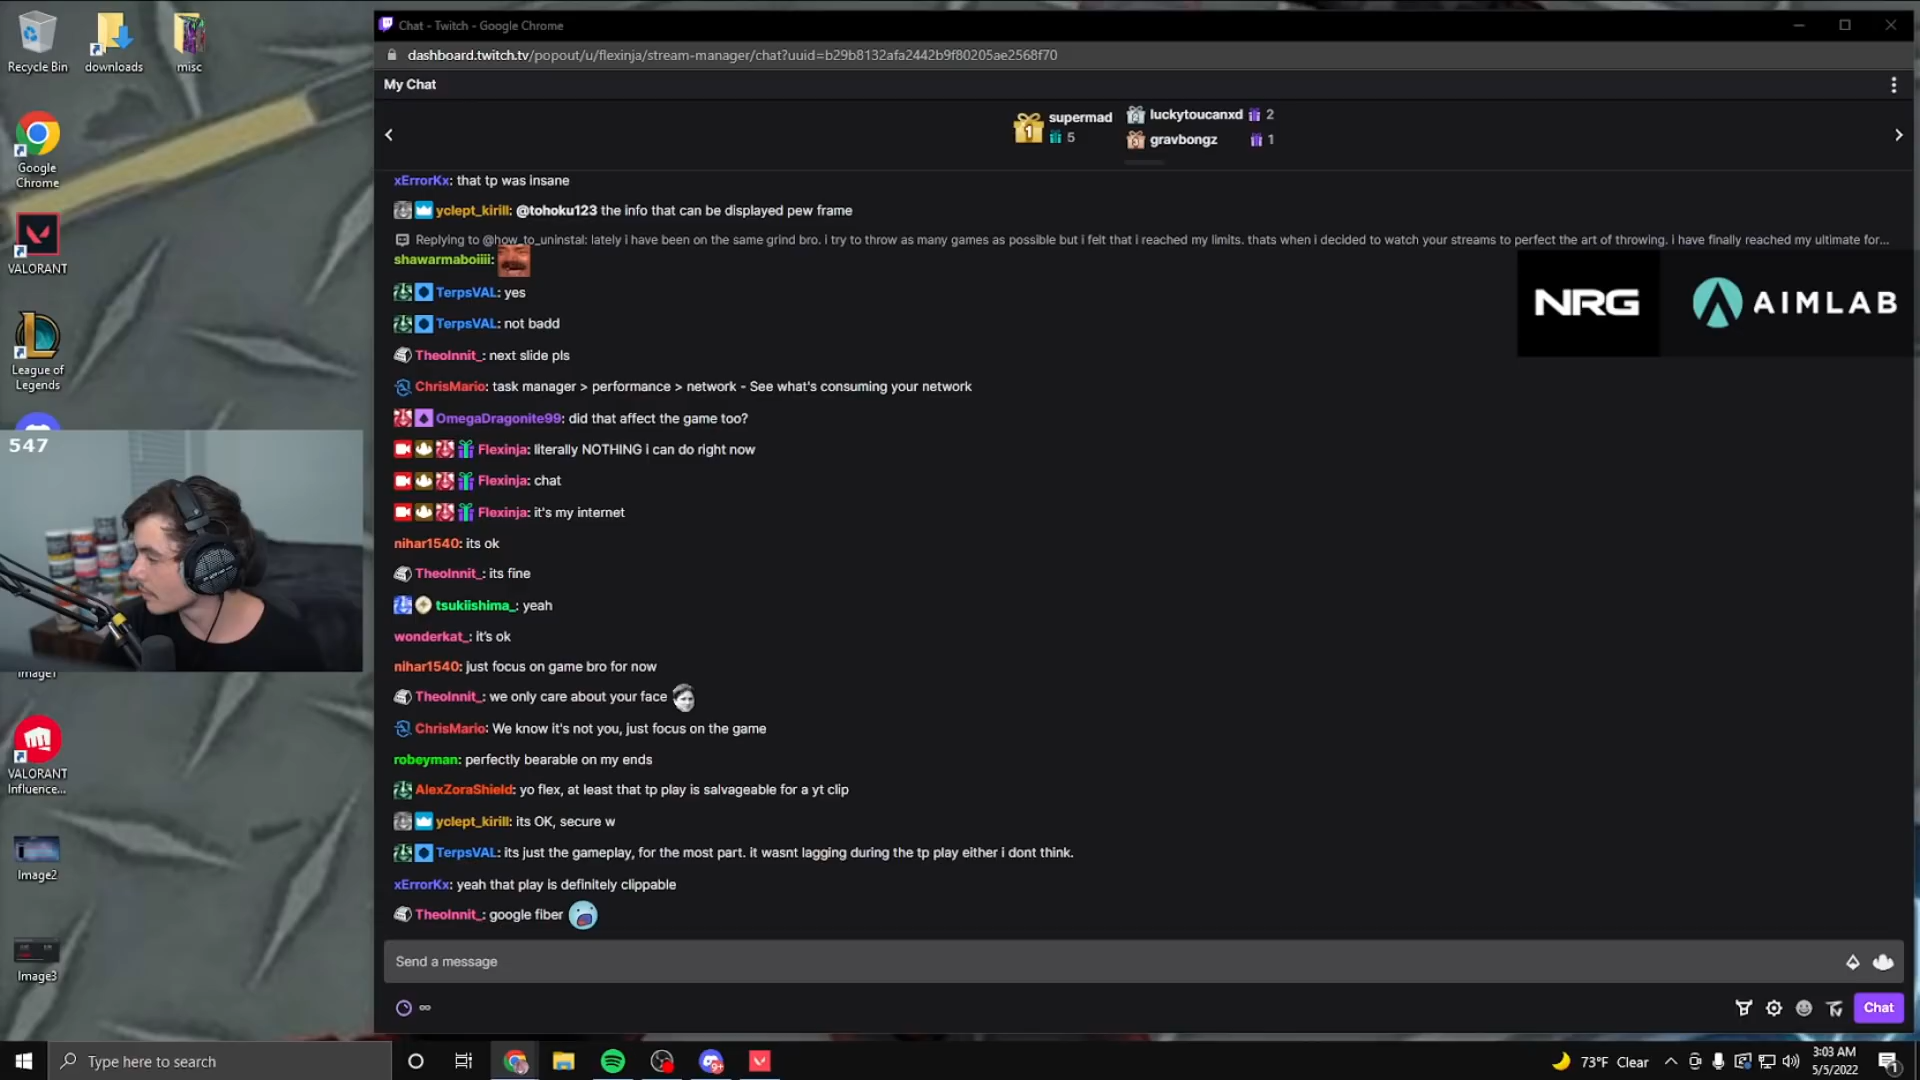 Recycle Bin
downloads
misc
Google Chrome
VALORANT
League of Legends
547
Image1
VALORANT Influence...
Image2
Image3
Chat - Twitch - Google Chrome
dashboard.twitch.tv/popout/u/flexinja/stream-manager/chat?uuid=b29b8132afa2442b9f80205ae2568f70
My Chat
1 supermad 5
luckytoucanxd 2
gravbongz 1
xErrorKx: that tp was insane
yclept_kirill: @tohoku123 the info that can be displayed pew frame
Replying to @how_to_uninstal: lately i have been on the same grind bro. i try to throw as many games as possible but i felt that i reached my limits. thats when i decided to watch your streams to perfect the art of throwing. i have finally reached my ultimate for...
shawarmaboiiii:
NRG AIMLAB
TerpsVAL: yes
TerpsVAL: not badd
TheoInnit_: next slide pls
ChrisMario: task manager > performance > network - See what's consuming your network
OmegaDragonite99: did that affect the game too?
Flexinja: literally NOTHING i can do right now
Flexinja: chat
Flexinja: it's my internet
nihar1540: its ok
TheoInnit_: its fine
tsukiishima_: yeah
wonderkat_: it's ok
nihar1540: just focus on game bro for now
TheoInnit_: we only care about your face
ChrisMario: We know it's not you, just focus on the game
robeyman: perfectly bearable on my ends
AlexZoraShield: yo flex, at least that tp play is salvageable for a yt clip
yclept_kirill: its OK, secure w
TerpsVAL: its just the gameplay, for the most part. it wasnt lagging during the tp play either i dont think.
xErrorKx: yeah that play is definitely clippable
TheoInnit_: google fiber
Send a message
∞
Chat
Type here to search
9+
73°F Clear
3:03 AM
5/5/2022
1